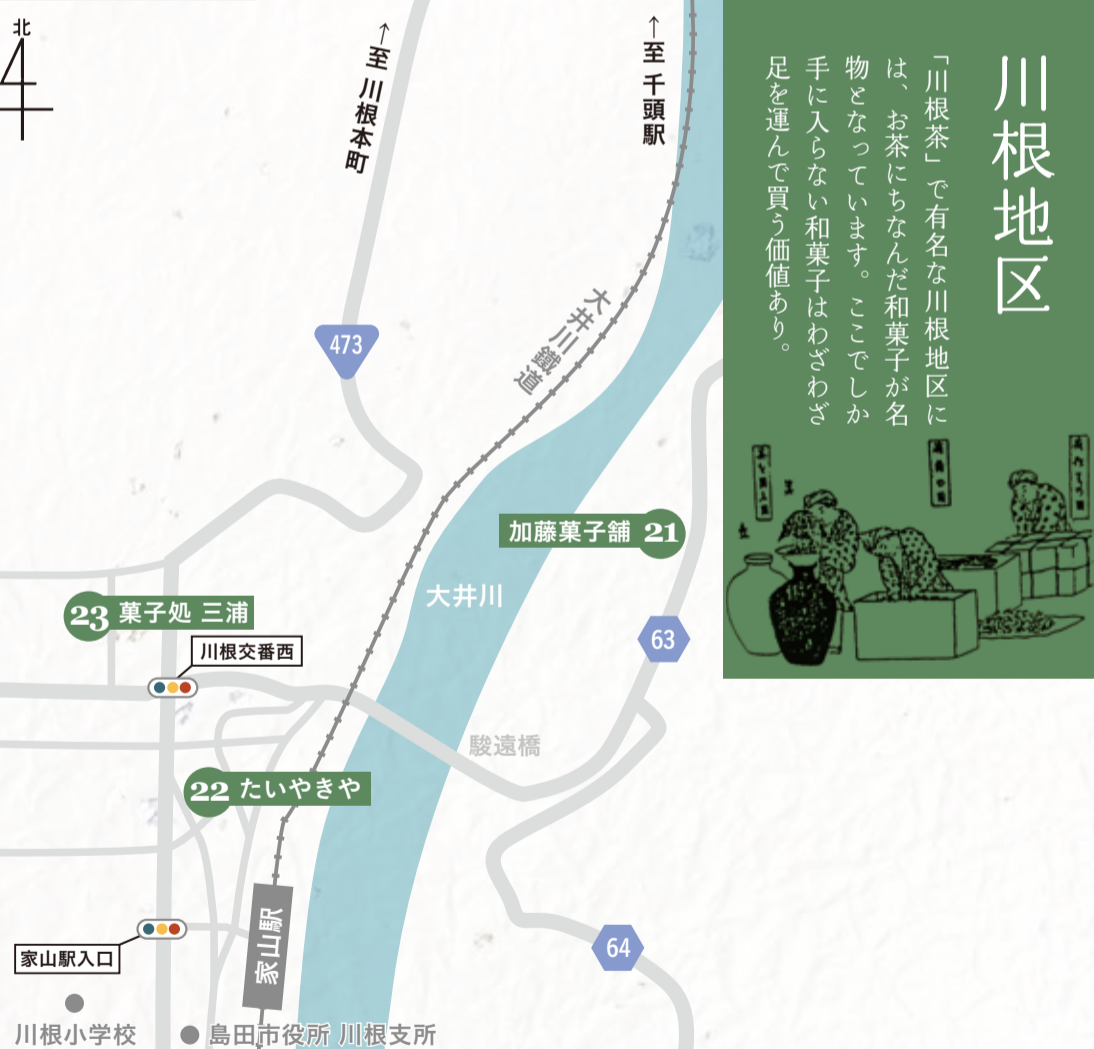 北
↑至 川根本町
↑至 千頭駅
川根地区
「川根茶」で有名な川根地区に
は、お茶にちなんだ和菓子が名
物となっています。ここでしか
手に入らない和菓子はわざわざ
足を運んで買う価値あり。
大井川鐵道
473
加藤菓子舗 21
大井川
23 菓子処 三浦
川根交番西
63
駿遠橋
22 たいやきや
家山駅
64
家山駅入口
川根小学校
島田市役所 川根支所